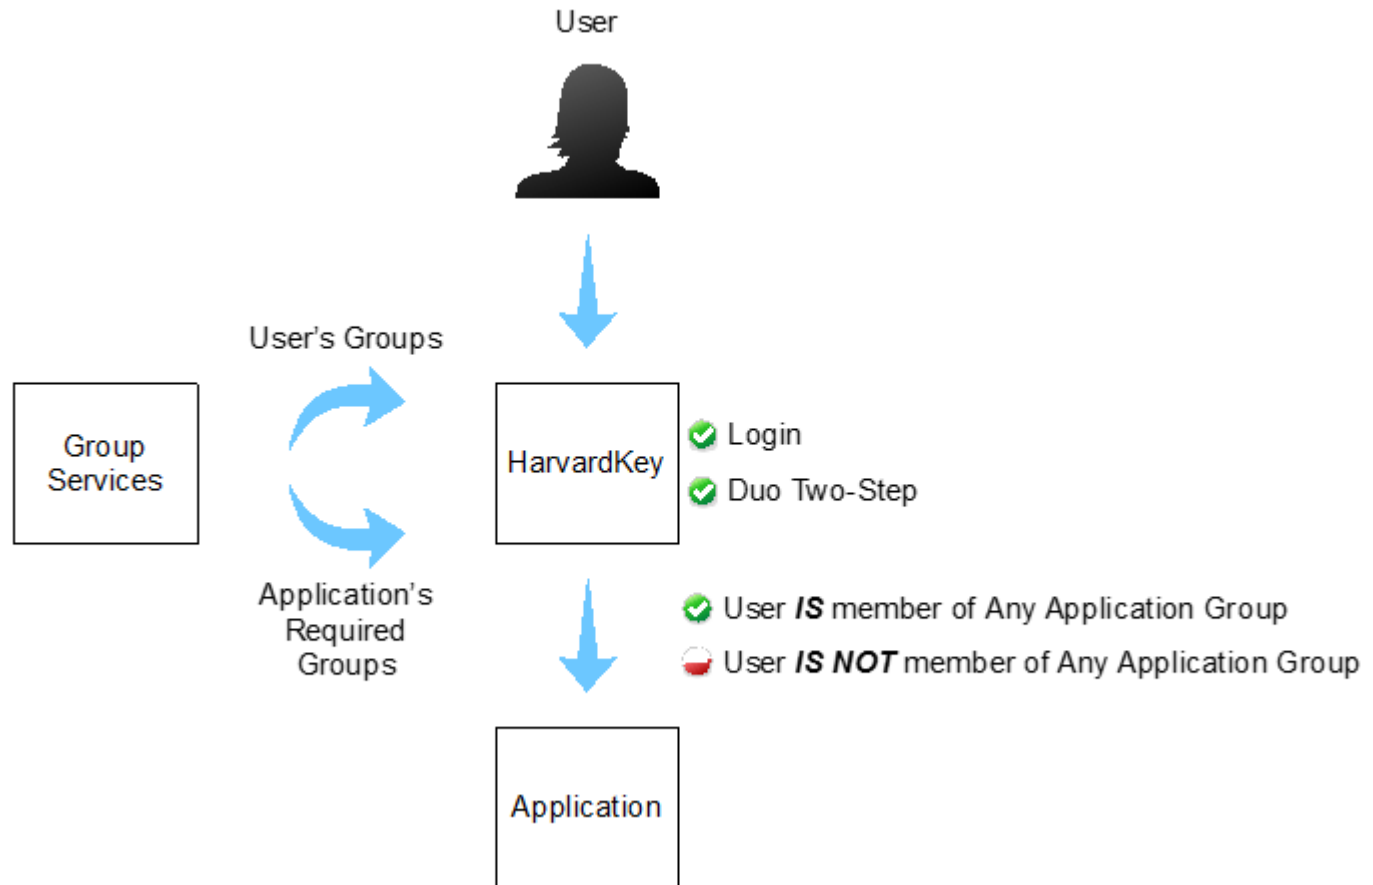 User
User's Groups
Group
Services
HarvardKey
Login
Duo Two-Step
Application's
Required
Groups
User IS member of Any Application Group
User IS NOT member of Any Application Group
Application